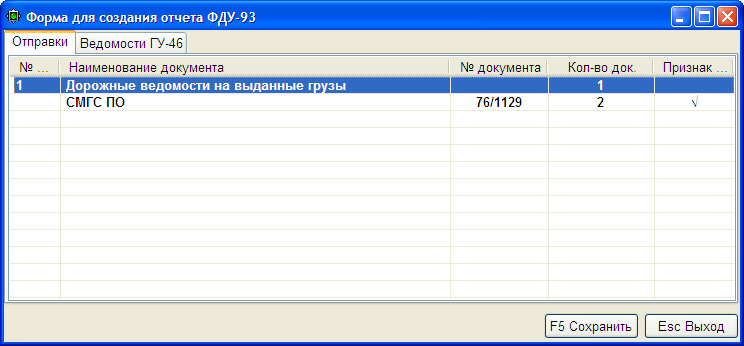 Форма для создания отчета ФДУ-93
Отправки Ведомости ГУ-46
№ ... Наименование документа № документа Кол-во док. Признак ...
1 Дорожные ведомости на выданные грузы 1
СМГС ПО 76/1129 2 √
F5 Сохранить Esc Выход